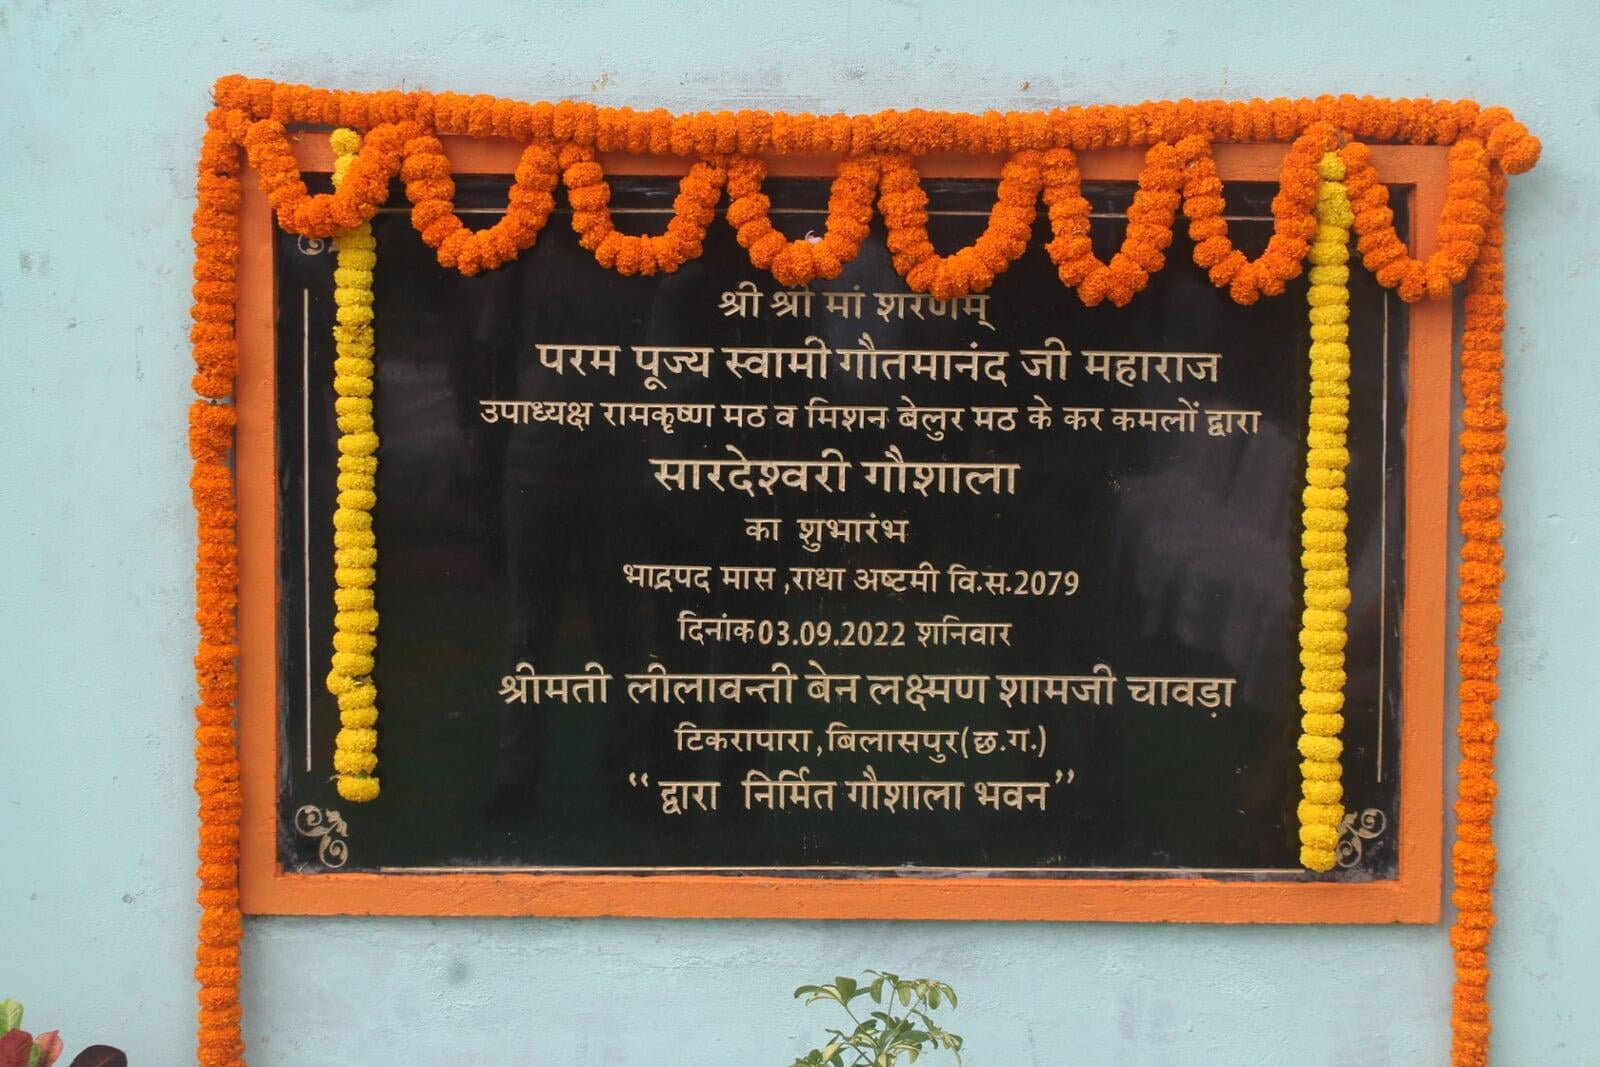 श्री श्री मां शरणम्
परम पूज्य स्वामी गौतमानंद जी महाराज
उपाध्यक्ष रामकृष्ण मठ व मिशन बेलुर मठ के कर कमलों द्वारा
सारदेश्वरी गौशाला
का शुभारंभ
भाद्रपद मास ,राधा अष्टमी वि.स.2079
दिनांक03.09.2022 शनिवार
श्रीमती लीलावन्ती बेन लक्ष्मण शामजी चावड़ा
टिकरापारा,बिलासपुर(छ.ग.)
“द्वारा निर्मित गौशाला भवन”